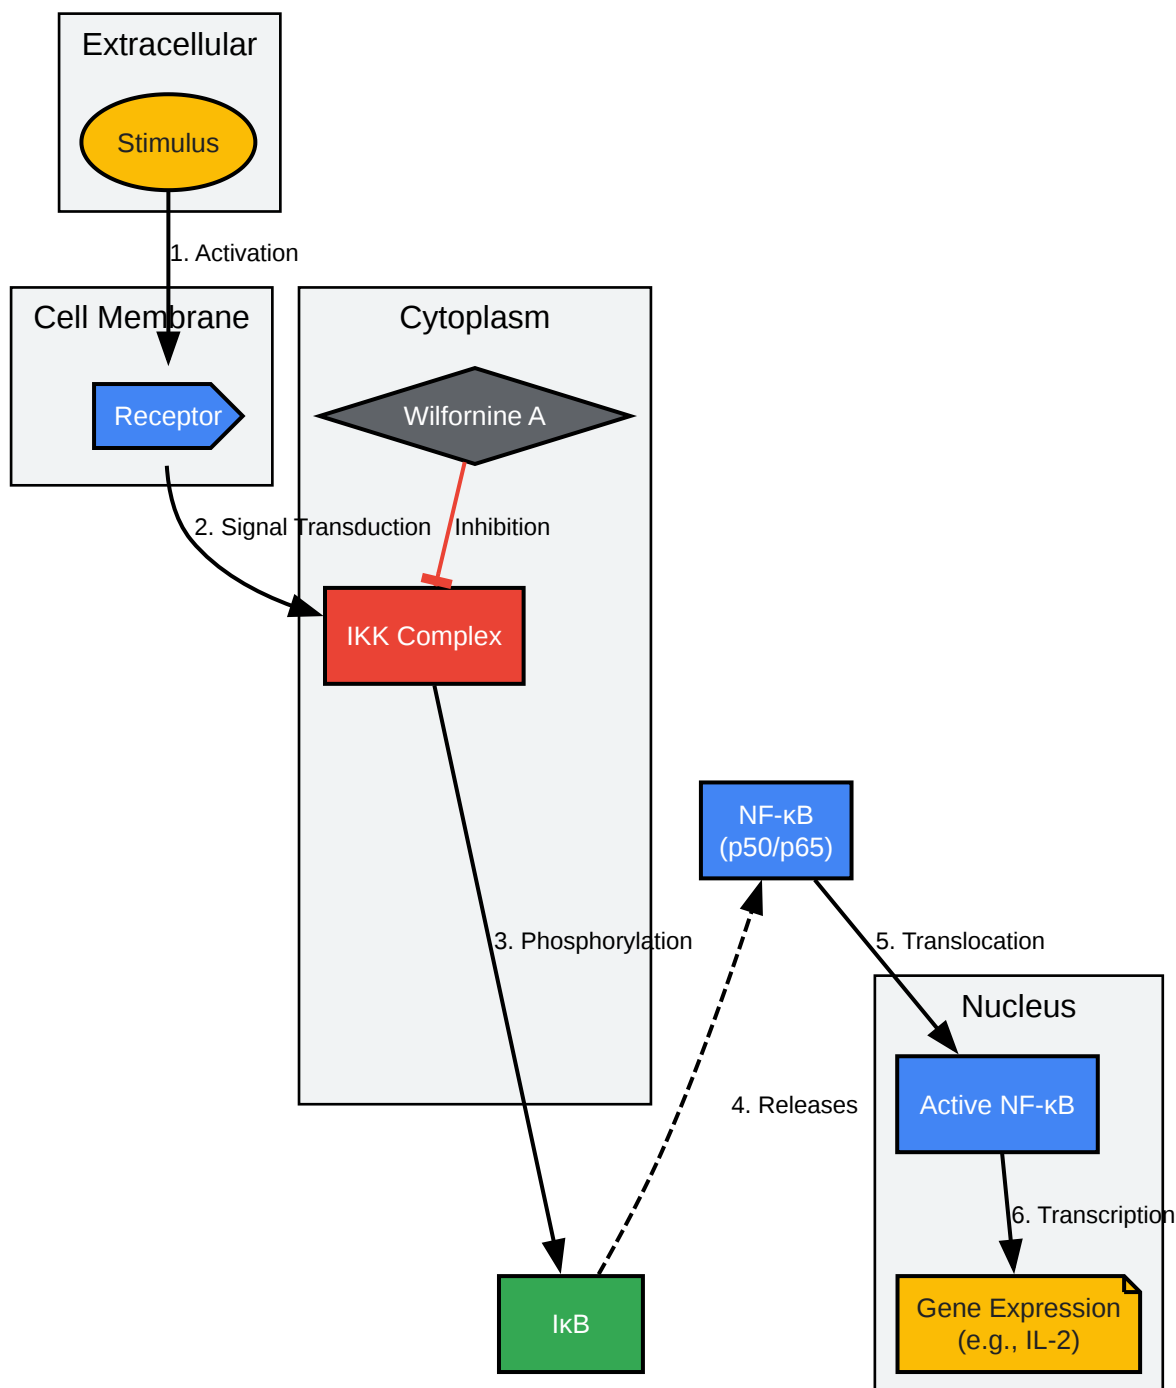 Extracellular
Stimulus
1. Activation
Cell Membrane
Receptor
Cytoplasm
Wilfornine A
2. Signal Transduction
Inhibition
IKK Complex
NF-κB
(p50/p65)
3. Phosphorylation
5. Translocation
Nucleus
4. Releases
Active NF-κB
6. Transcription
IκB
Gene Expression
(e.g., IL-2)